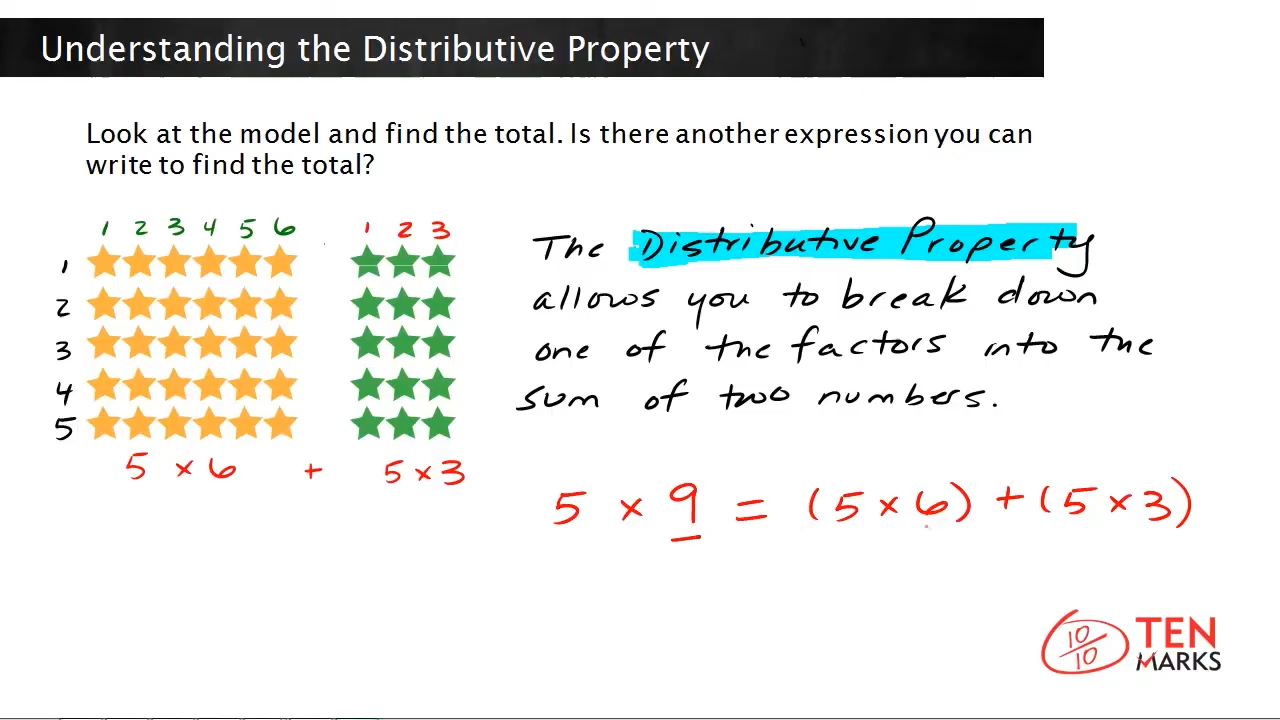 Understanding the Distributive Property
Look at the model and find the total. Is there another expression you can
write to find the total?
1 2 3 4 5 6
1 2 3
1
2
3
4
5
5 × 6 + 5 × 3
The Distributive Property
allows you to break down
one of the factors into the
sum of two numbers.
5 × 9 = (5 × 6) + (5 × 3)
10/10
TEN
MARKS